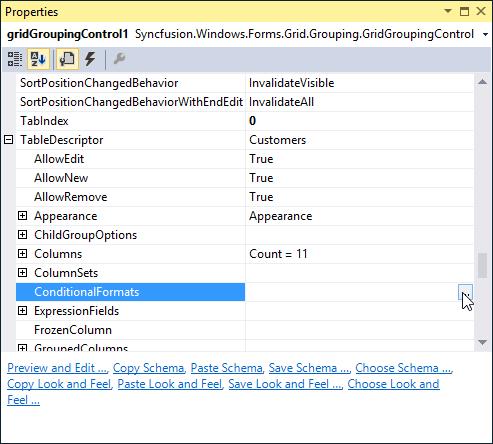 Properties
gridGroupingControl1 Syncfusion.Windows.Forms.Grid.Grouping.GridGroupingControl
SortPositionChangedBehavior InvalidateVisible
SortPositionChangedBehaviorWithEndEdit InvalidateAll
TabIndex 0
TableDescriptor Customers
AllowEdit True
AllowNew True
AllowRemove True
Appearance Appearance
ChildGroupOptions
Columns Count = 11
ColumnSets
ConditionalFormats ...
ExpressionFields
FrozenColumn
GroupedColumns
Preview and Edit ..., Copy Schema, Paste Schema, Save Schema ..., Choose Schema ...,
Copy Look and Feel, Paste Look and Feel, Save Look and Feel ..., Choose Look and
Feel ...